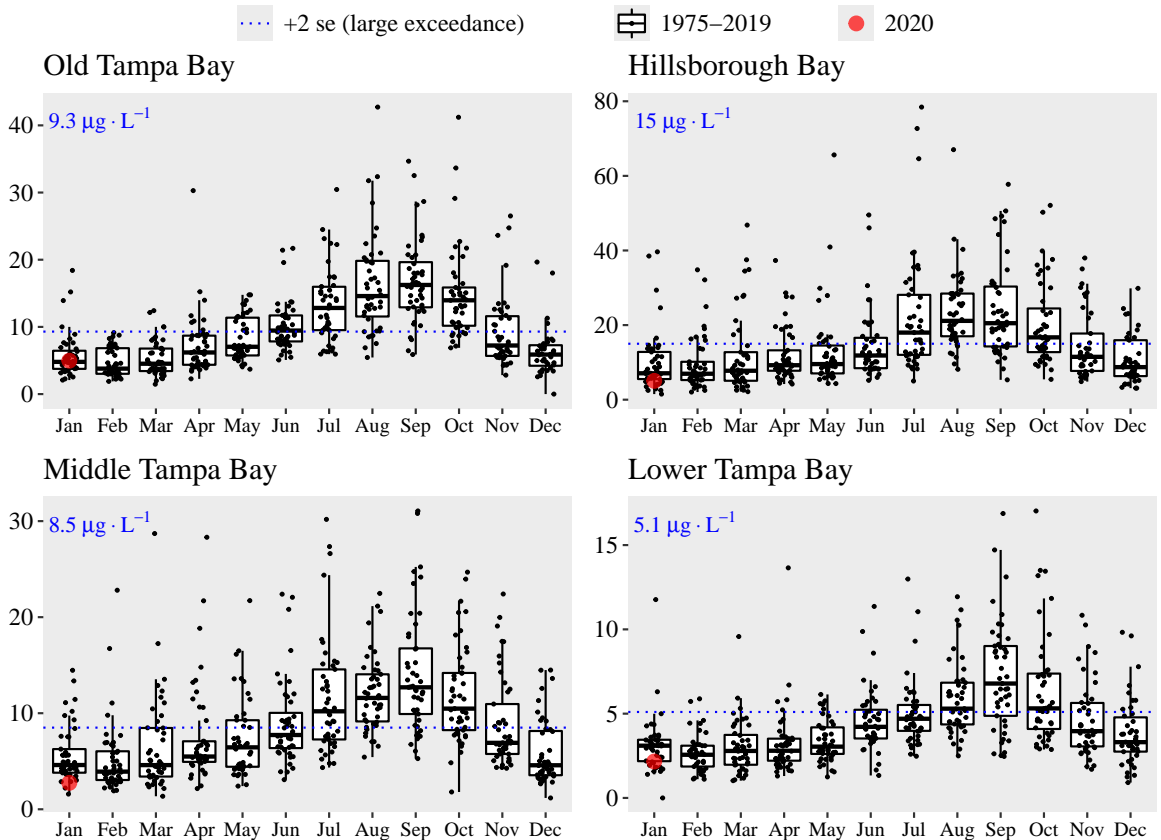 +2 se (large exceedance) 1975–2019 2020
Old Tampa Bay
9.3 μg · L⁻¹
40
30
20
10
0
Jan Feb Mar Apr May Jun Jul Aug Sep Oct Nov Dec
Hillsborough Bay
15 μg · L⁻¹
80
60
40
20
0
Jan Feb Mar Apr May Jun Jul Aug Sep Oct Nov Dec
Middle Tampa Bay
8.5 μg · L⁻¹
30
20
10
0
Jan Feb Mar Apr May Jun Jul Aug Sep Oct Nov Dec
Lower Tampa Bay
5.1 μg · L⁻¹
15
10
5
0
Jan Feb Mar Apr May Jun Jul Aug Sep Oct Nov Dec